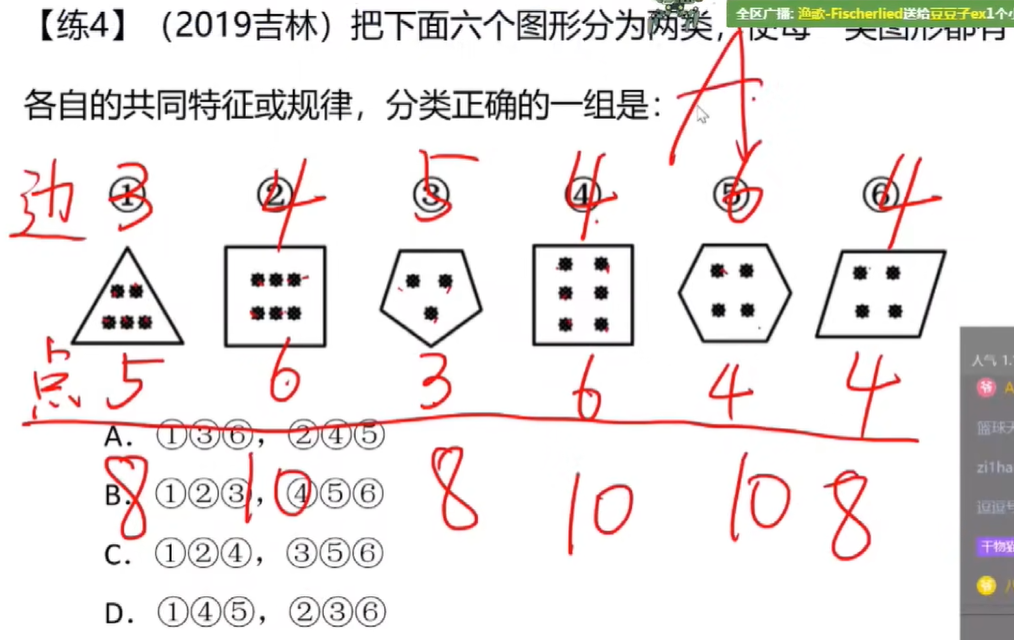 全区广播: 渔歌-Fischerlied送给豆豆子ex1个小
【练4】（2019吉林）把下面六个图形分为两类，使每一类图形都有
各自的共同特征或规律，分类正确的一组是：
A
边 3 4 5 4 6 4
① ② ③ ④ ⑤ ⑥
点 5 6 3 6 4 4
人气 1.
A. ①③⑥，②④⑤
篮球
8 10 8 10 10 8
B. ①②③，④⑤⑥
zi1ha
逗逗号
C. ①②④，③⑤⑥
干物猫
D. ①④⑤，②③⑥